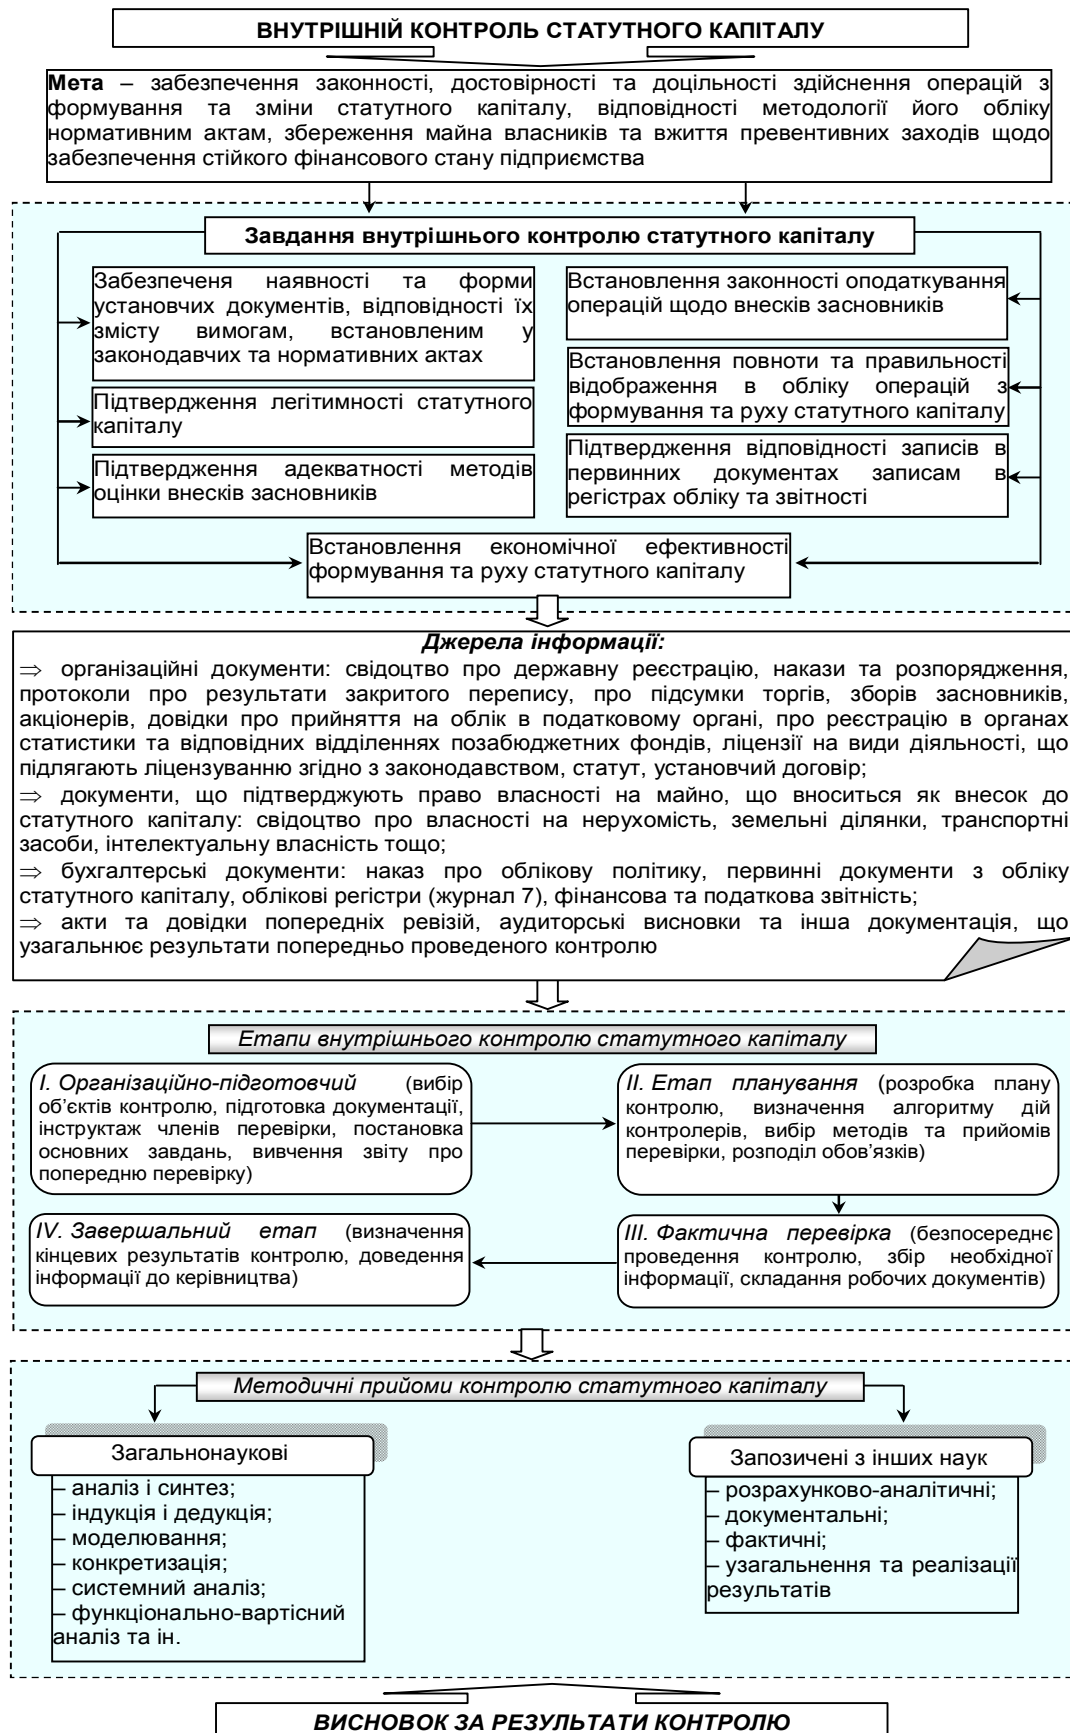 ВНУТРІШНІЙ КОНТРОЛЬ СТАТУТНОГО КАПІТАЛУ
Мета – забезпечення законності, достовірності та доцільності здійснення операцій з
формування та зміни статутного капіталу, відповідності методології його обліку
нормативним актам, збереження майна власників та вжиття превентивних заходів щодо
забезпечення стійкого фінансового стану підприємства
Завдання внутрішнього контролю статутного капіталу
Забезпеченя наявності та форми
установчих документів, відповідності їх
змісту вимогам, встановленим у
законодавчих та нормативних актах
Підтвердження легітимності статутного
капіталу
Підтвердження адекватності методів
оцінки внесків засновників
Встановлення законності оподаткування
операцій щодо внесків засновників
Встановлення повноти та правильності
відображення в обліку операцій з
формування та руху статутного капіталу
Підтвердження відповідності записів в
первинних документах записам в
регістрах обліку та звітності
Встановлення економічної ефективності
формування та руху статутного капіталу
Джерела інформації:
⇒ організаційні документи: свідоцтво про державну реєстрацію, накази та розпорядження,
протоколи про результати закритого перепису, про підсумки торгів, зборів засновників,
акціонерів, довідки про прийняття на облік в податковому органі, про реєстрацію в органах
статистики та відповідних відділеннях позабюджетних фондів, ліцензії на види діяльності, що
підлягають ліцензуванню згідно з законодавством, статут, установчий договір;
⇒ документи, що підтверджують право власності на майно, що вноситься як внесок до
статутного капіталу: свідоцтво про власності на нерухомість, земельні ділянки, транспортні
засоби, інтелектуальну власність тощо;
⇒ бухгалтерські документи: наказ про облікову політику, первинні документи з обліку
статутного капіталу, облікові регістри (журнал 7), фінансова та податкова звітність;
⇒ акти та довідки попередніх ревізій, аудиторські висновки та інша документація, що
узагальнює результати попередньо проведеного контролю
Етапи внутрішнього контролю статутного капіталу
I. Організаційно-підготовчий (вибір
об’єктів контролю, підготовка документації,
інструктаж членів перевірки, постановка
основних завдань, вивчення звіту про
попередню перевірку)
II. Етап планування (розробка плану
контролю, визначення алгоритму дій
контролерів, вибір методів та прийомів
перевірки, розподіл обов’язків)
IV. Завершальний етап (визначення
кінцевих результатів контролю, доведення
інформації до керівництва)
III. Фактична перевірка (безпосереднє
проведення контролю, збір необхідної
інформації, складання робочих документів)
Методичні прийоми контролю статутного капіталу
Загальнонаукові
– аналіз і синтез;
– індукція і дедукція;
– моделювання;
– конкретизація;
– системний аналіз;
– функціонально-вартісний
аналіз та ін.
Запозичені з інших наук
– розрахунково-аналітичні;
– документальні;
– фактичні;
– узагальнення та реалізації
результатів
ВИСНОВОК ЗА РЕЗУЛЬТАТИ КОНТРОЛЮ